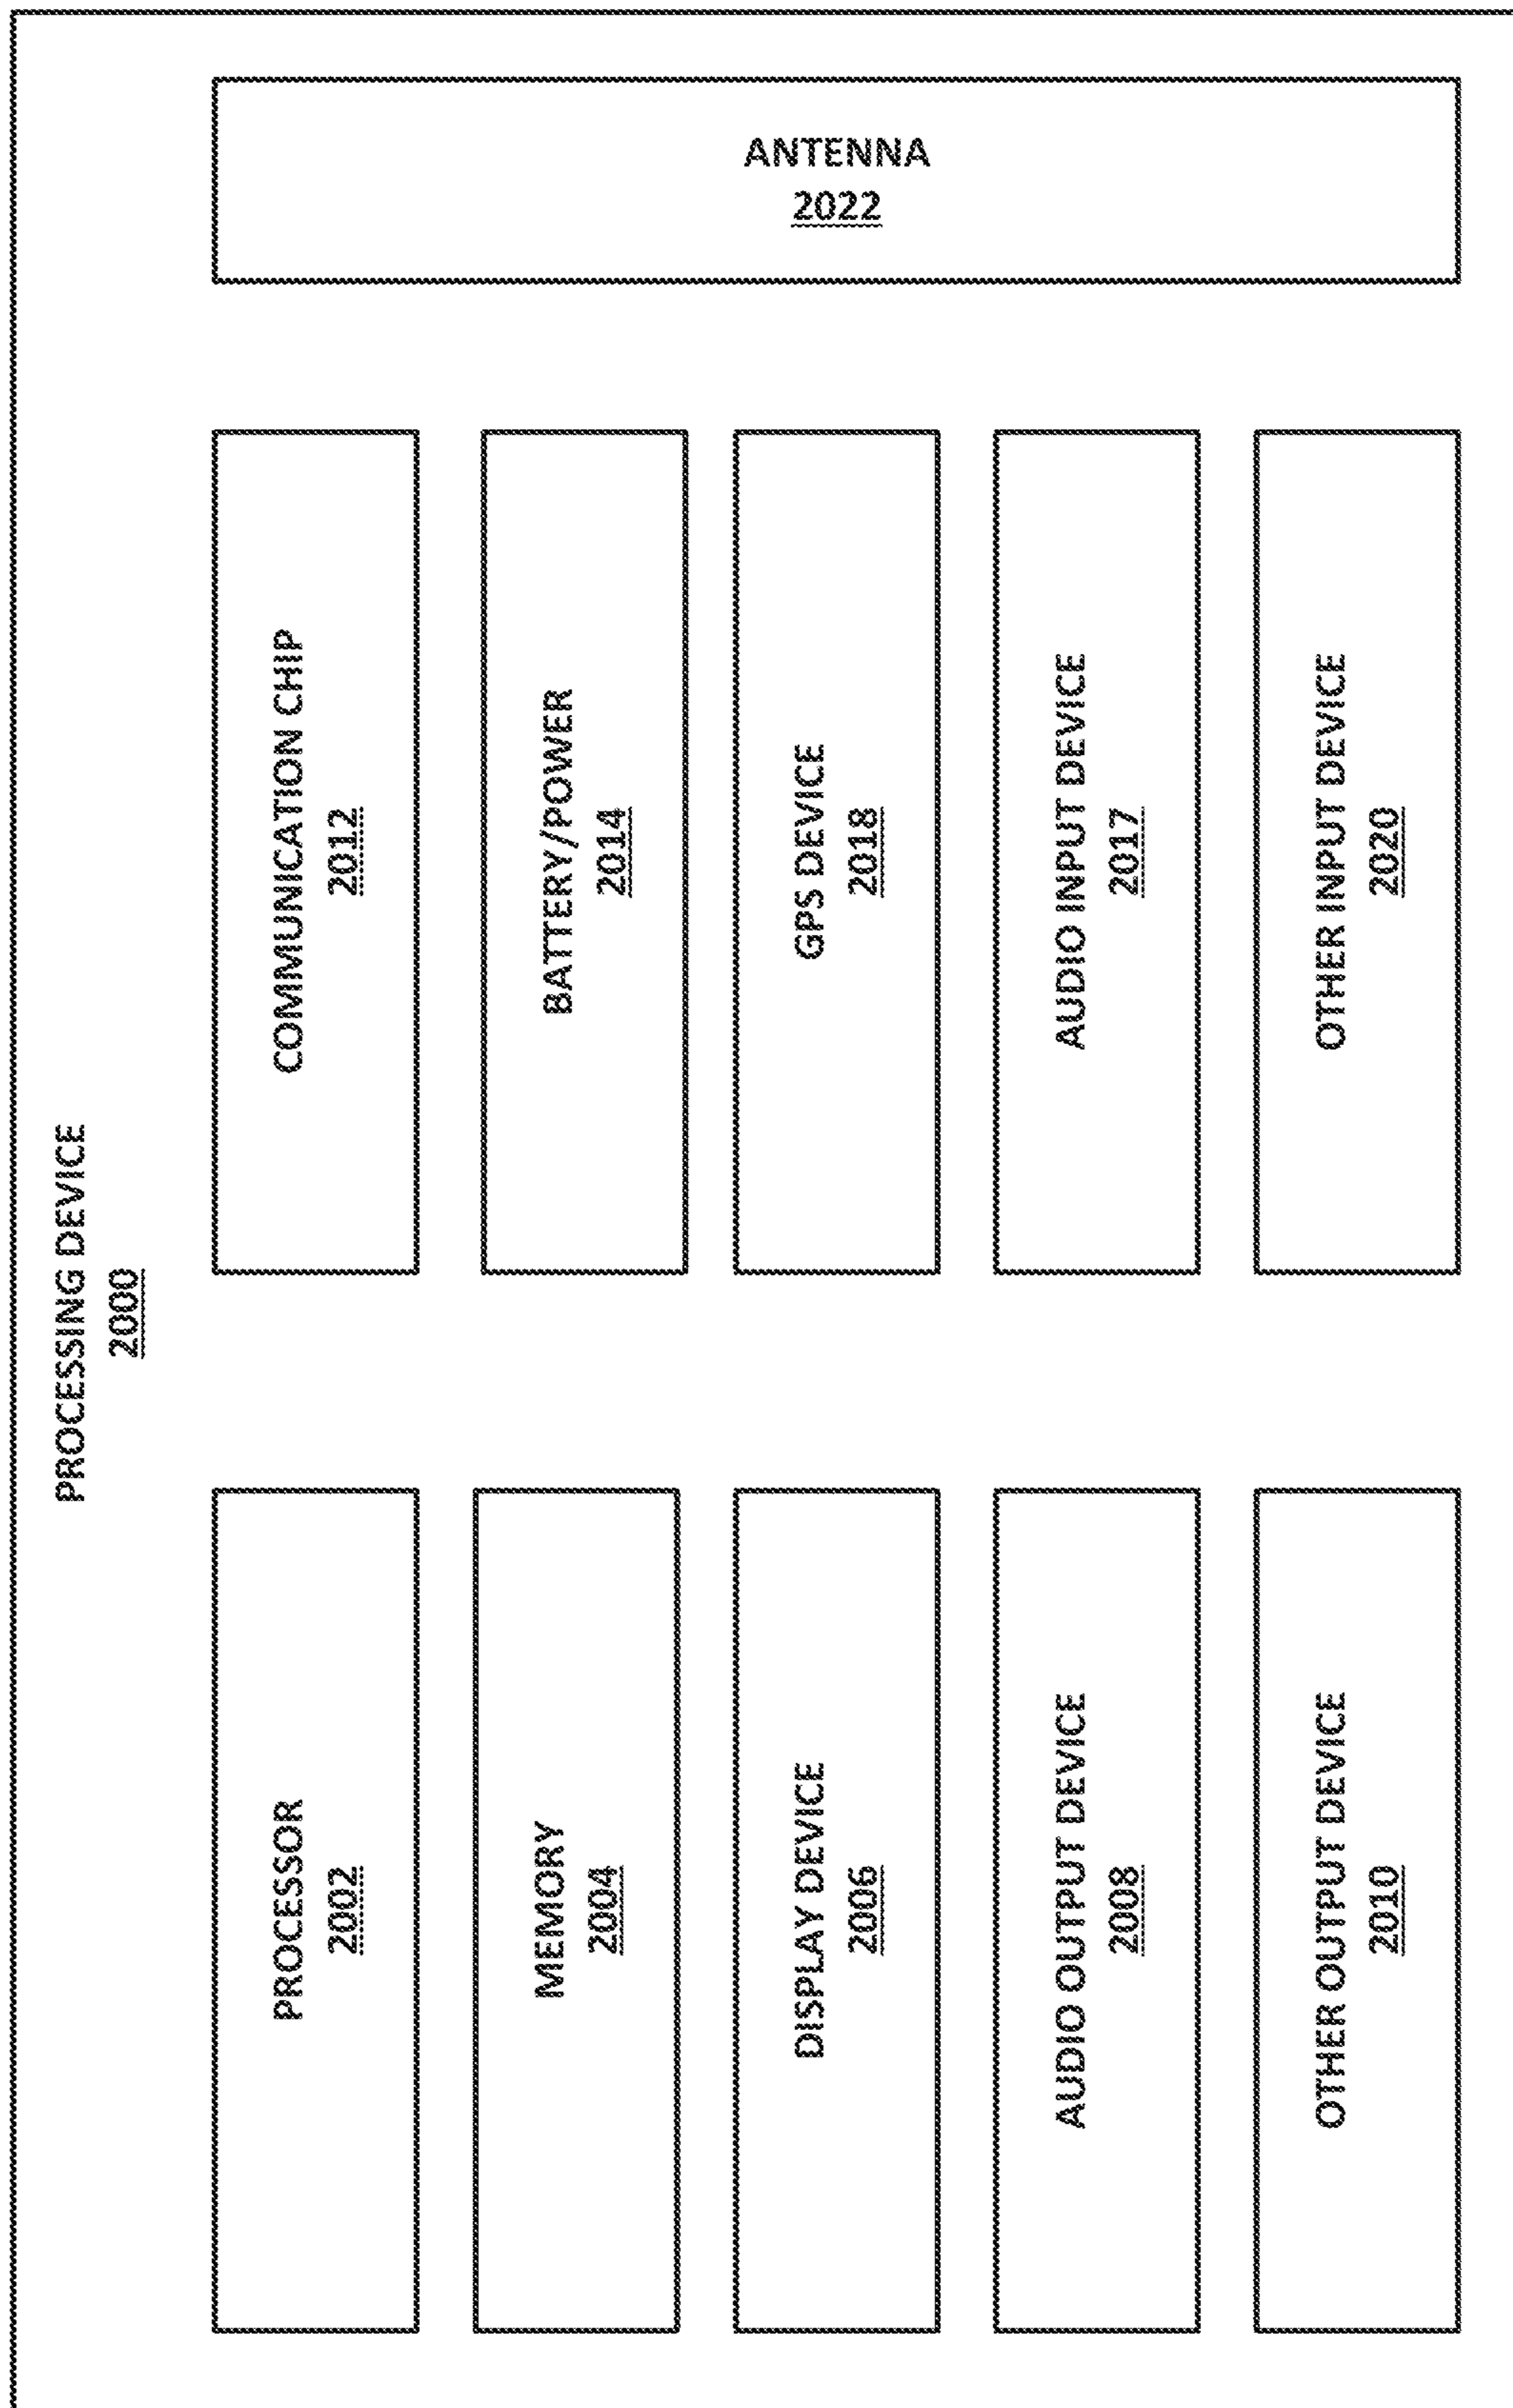 PROCESSING DEVICE
2000
PROCESSOR
2002
MEMORY
2004
DISPLAY DEVICE
2006
AUDIO OUTPUT DEVICE
2008
OTHER OUTPUT DEVICE
2010
COMMUNICATION CHIP
2012
BATTERY/POWER
2014
GPS DEVICE
2018
AUDIO INPUT DEVICE
2017
OTHER INPUT DEVICE
2020
ANTENNA
2022